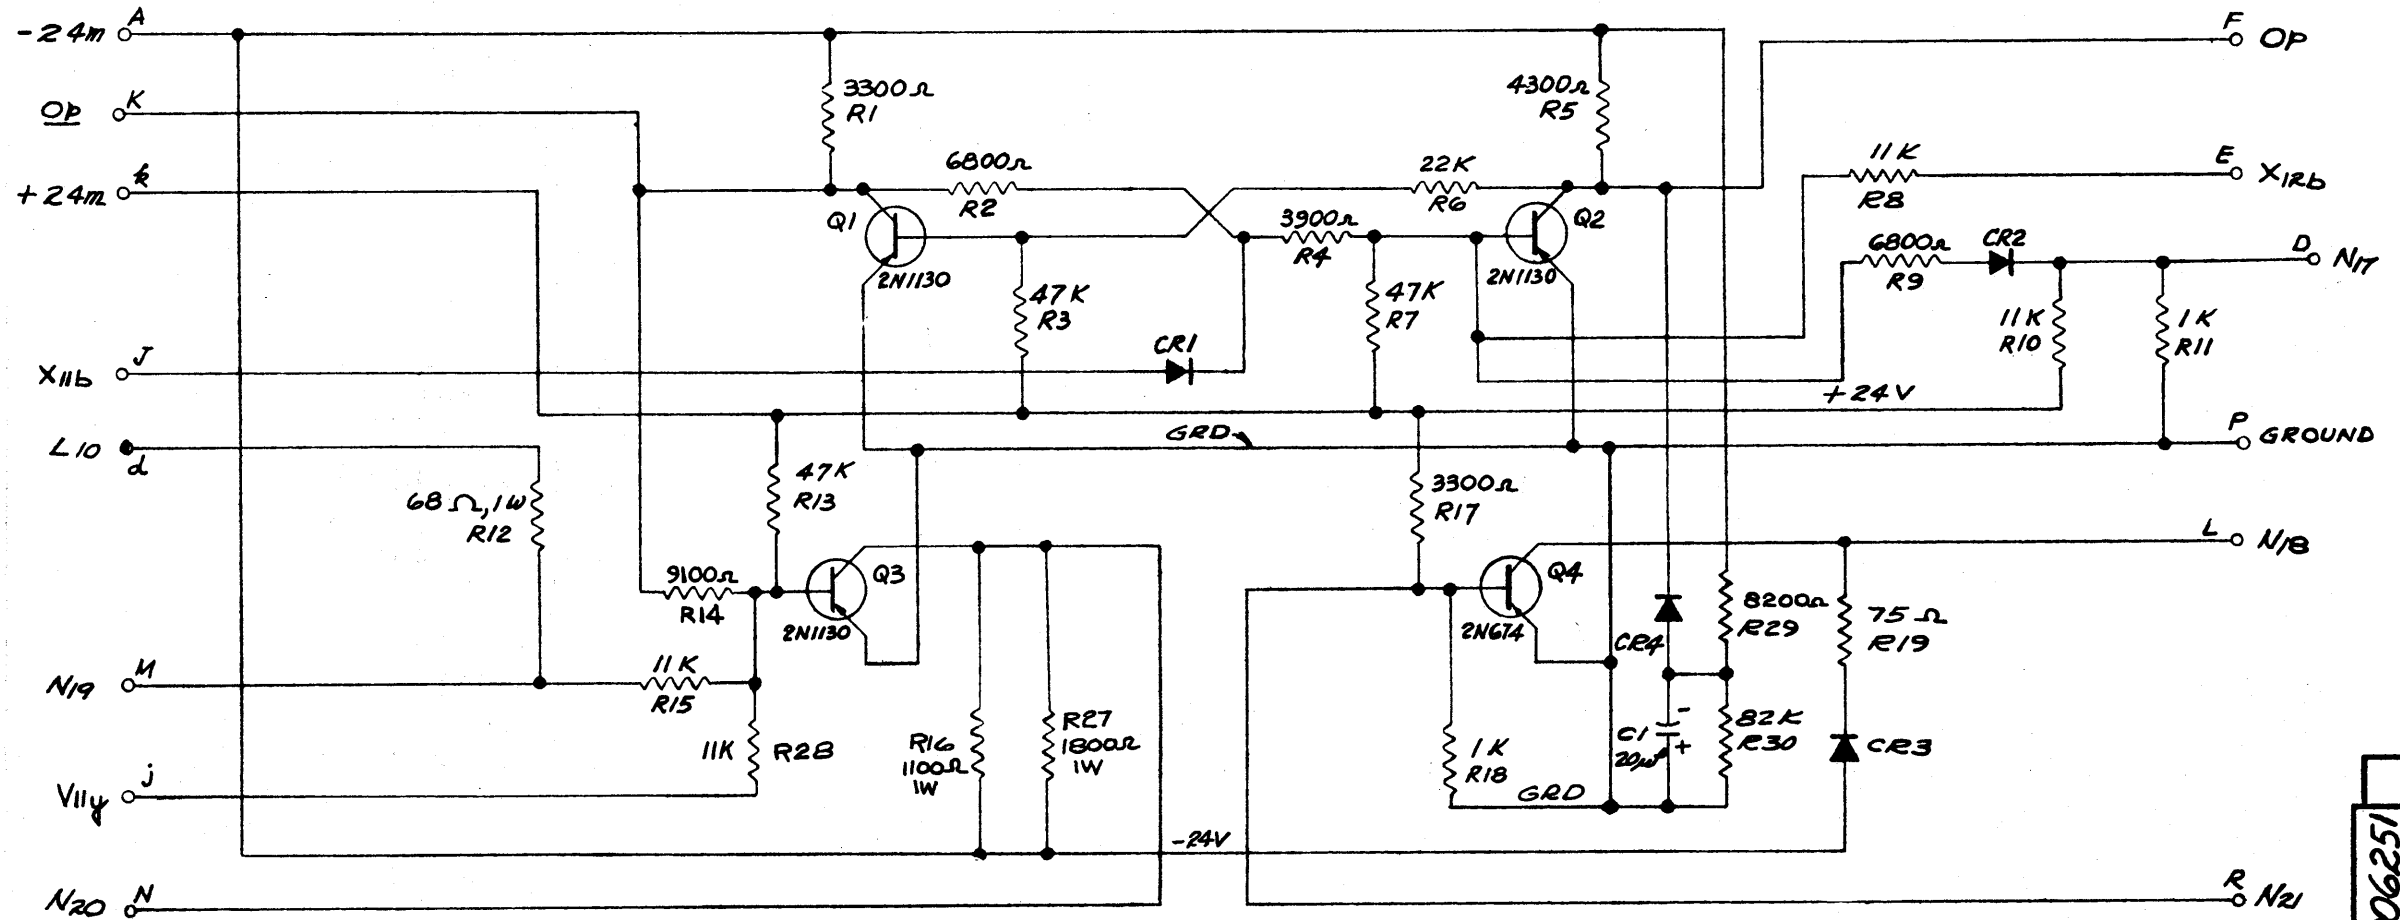 -24m A
F Op
Op K
3300Ω
R1
4300Ω
R5
+24m k
6800Ω
R2
22K
R6
11K
R8
E X12b
Q1
2N1130
3900Ω
R4
Q2
2N1130
6800Ω
R9
CR2
D N17
47K
R3
47K
R7
11K
R10
1K
R11
X11b J
CR1
+24V
L10 d
GRD
P GROUND
68Ω, 1W
R12
47K
R13
3300Ω
R17
L N18
9100Ω
R14
Q3
2N1130
Q4
2N674
CR4
8200Ω
R29
75Ω
R19
N19 M
11K
R15
11K R28
R16
1100Ω
1W
R27
1800Ω
1W
1K
R18
C1
-
+
82K
R30
CR3
V11y j
GRD
-24V
N20 N
R N21
06251